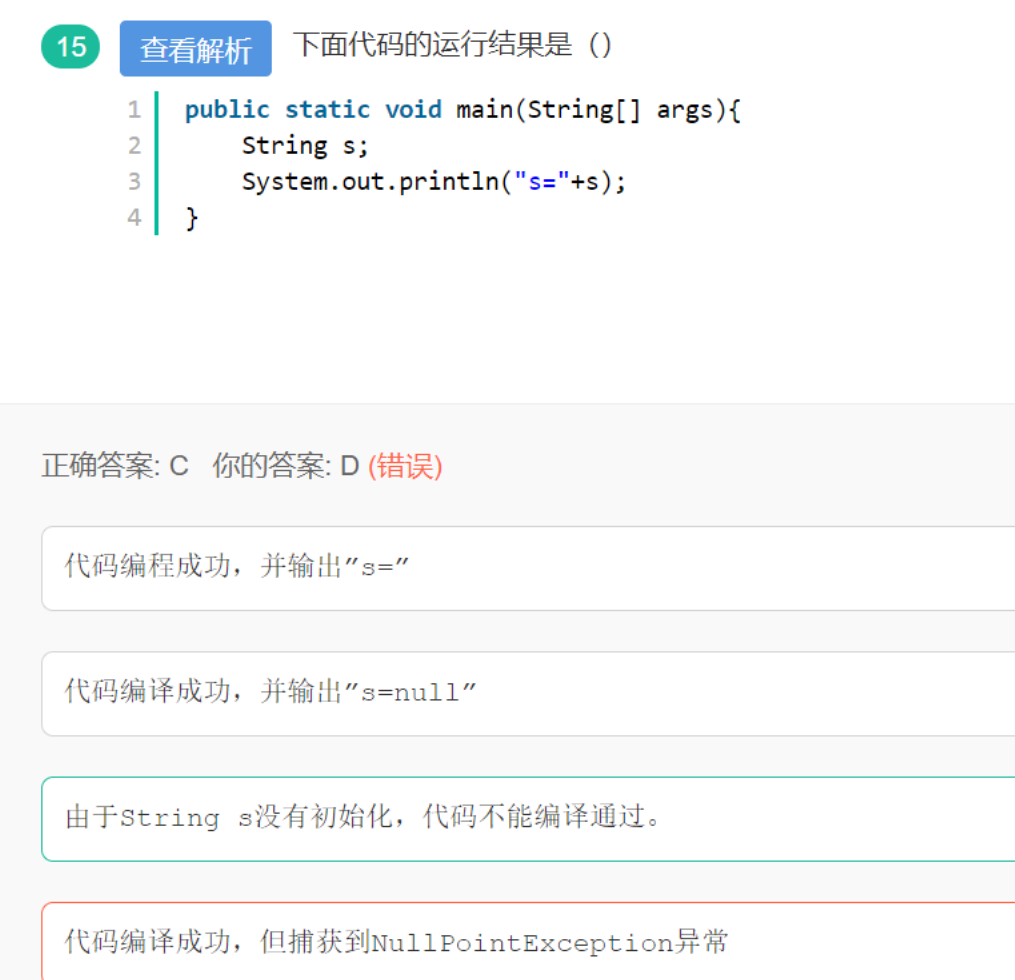 15 查看解析 下面代码的运行结果是（）
1 public static void main(String[] args){
2 String s;
3 System.out.println("s="+s);
4 }
正确答案: C 你的答案: D (错误)
代码编程成功，并输出”s=”
代码编译成功，并输出”s=null”
由于String s没有初始化，代码不能编译通过。
代码编译成功，但捕获到NullPointException异常